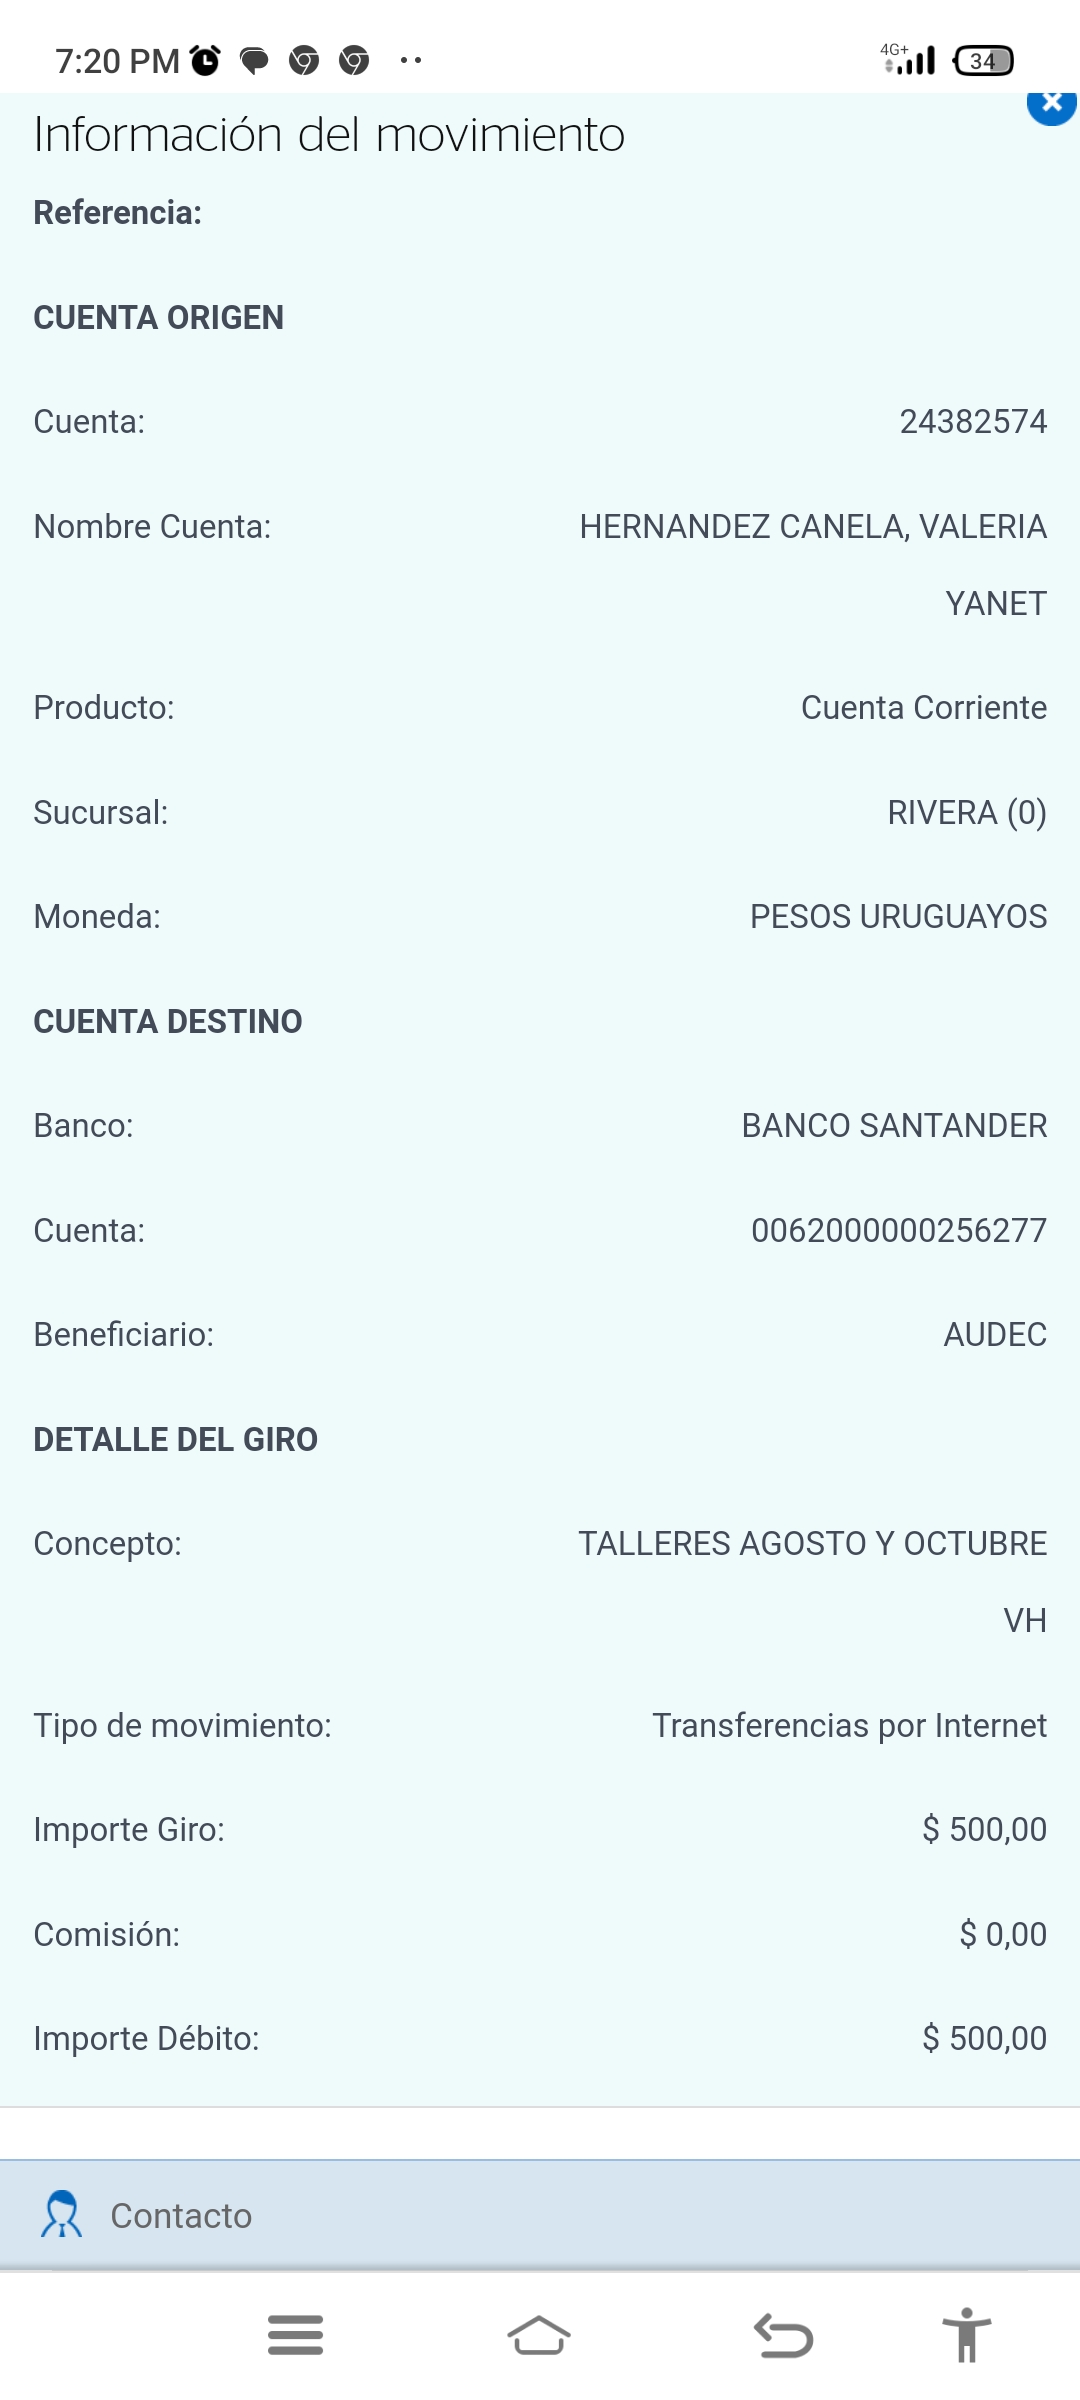 7:20 PM
4G+
34
Información del movimiento
Referencia:
CUENTA ORIGEN
Cuenta: 24382574
Nombre Cuenta: HERNANDEZ CANELA, VALERIA
YANET
Producto: Cuenta Corriente
Sucursal: RIVERA (0)
Moneda: PESOS URUGUAYOS
CUENTA DESTINO
Banco: BANCO SANTANDER
Cuenta: 0062000000256277
Beneficiario: AUDEC
DETALLE DEL GIRO
Concepto: TALLERES AGOSTO Y OCTUBRE
VH
Tipo de movimiento: Transferencias por Internet
Importe Giro: $ 500,00
Comisión: $ 0,00
Importe Débito: $ 500,00
Contacto